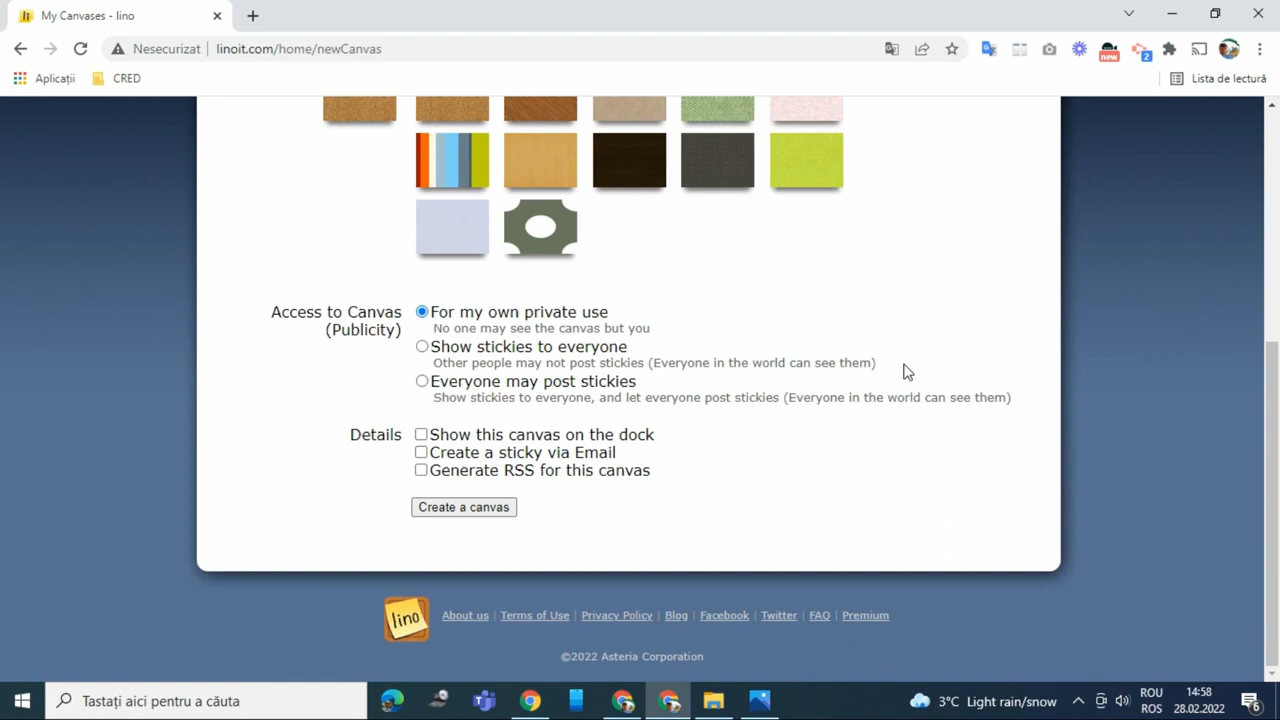 My Canvases - lino
Nesecurizat linoit.com/home/newCanvas
new
2
Aplicații CRED Lista de lectură
Access to Canvas
(Publicity)
For my own private use
No one may see the canvas but you
Show stickies to everyone
Other people may not post stickies (Everyone in the world can see them)
Everyone may post stickies
Show stickies to everyone, and let everyone post stickies (Everyone in the world can see them)
Details
Show this canvas on the dock
Create a sticky via Email
Generate RSS for this canvas
Create a canvas
lino
About us | Terms of Use | Privacy Policy | Blog | Facebook | Twitter | FAQ | Premium
©2022 Asteria Corporation
Tastați aici pentru a căuta
3°C Light rain/snow
ROU
ROS
14:58
28.02.2022
6